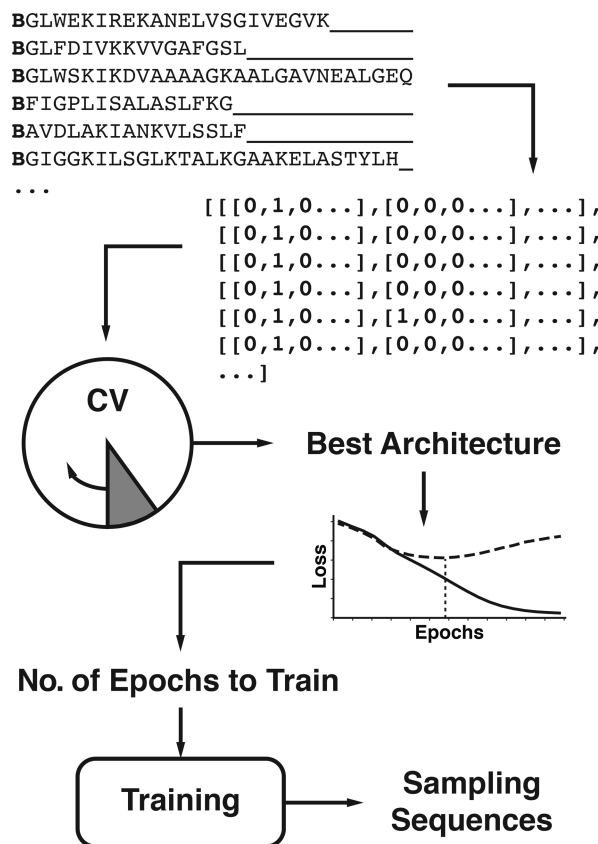 BGLWEKIREKANELVSGIVEGVK______
BGLFDIVKKVVGAFGSL____________
BGLWSKIKDVAAAAGKAALGAVNEALGEQ
BFIGPLISALASLFKG_____________
BAVDLAKIANKVLSSLF____________
BGIGGKILSGLKTALKGAAKELASTYLH_
...
[[[0,1,0...],[0,0,0...],...],
[[0,1,0...],[0,0,0...],...],
[[0,1,0...],[0,0,0...],...],
[[0,1,0...],[0,0,0...],...],
[[0,1,0...],[1,0,0...],...],
[[0,1,0...],[0,0,0...],...],
...]
CV
Best Architecture
Loss
Epochs
No. of Epochs to Train
Training
Sampling
Sequences